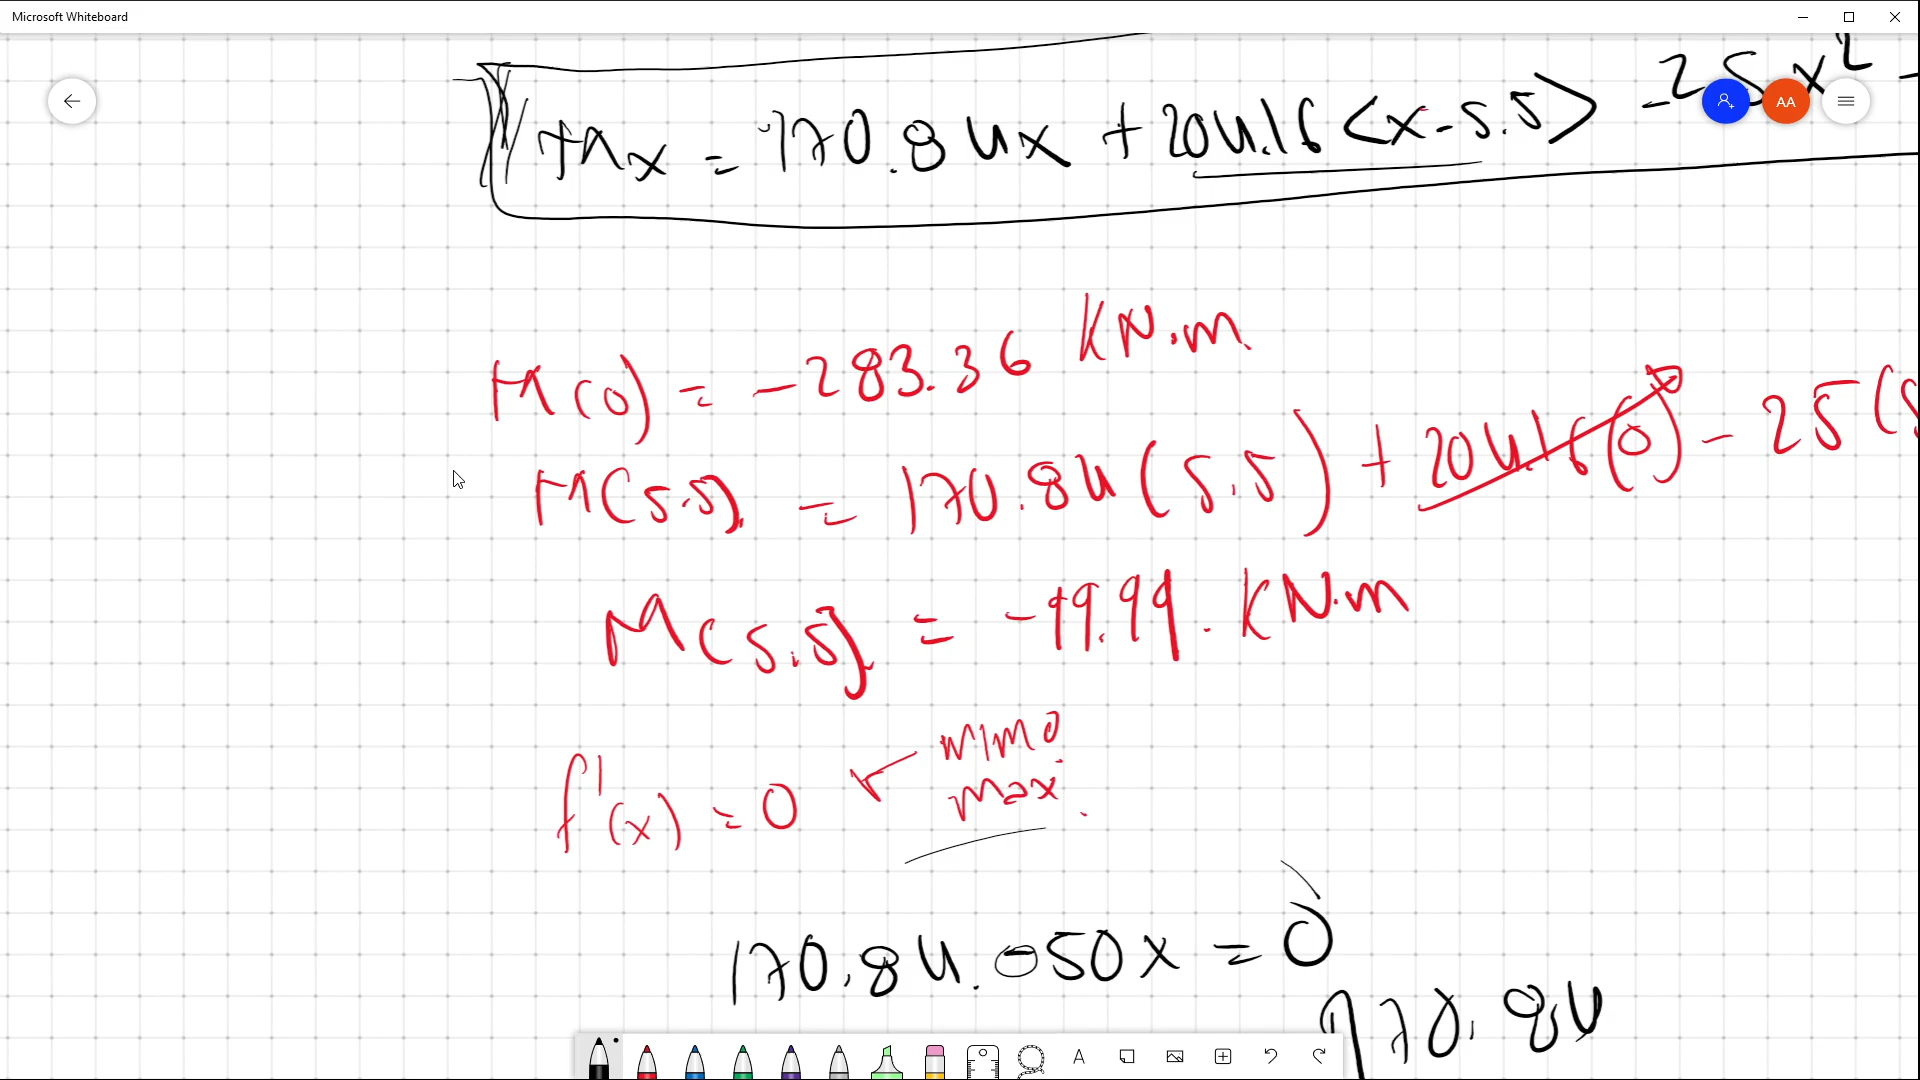 Microsoft Whiteboard
AA
Mx = 170.84x + 204.16 <x-5.5> -25x² -
M(0) = -283.36 KN.m
M(5.5) = 170.84(5.5) + 204.16(0) - 25(5
M(5.5) = -99.99. KN.m
f'(x) = 0
mimo
max.
170.84 - 50x = 0
170.84
A